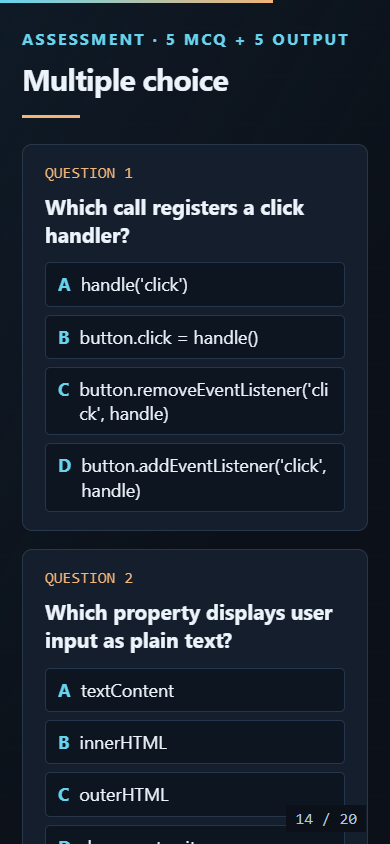 ASSESSMENT · 5 MCQ + 5 OUTPUT
Multiple choice
QUESTION 1
Which call registers a click
handler?
A handle('click')
B button.click = handle()
C button.removeEventListener('cli
ck', handle)
D button.addEventListener('click',
handle)
QUESTION 2
Which property displays user
input as plain text?
A textContent
B innerHTML
C outerHTML
14 / 20